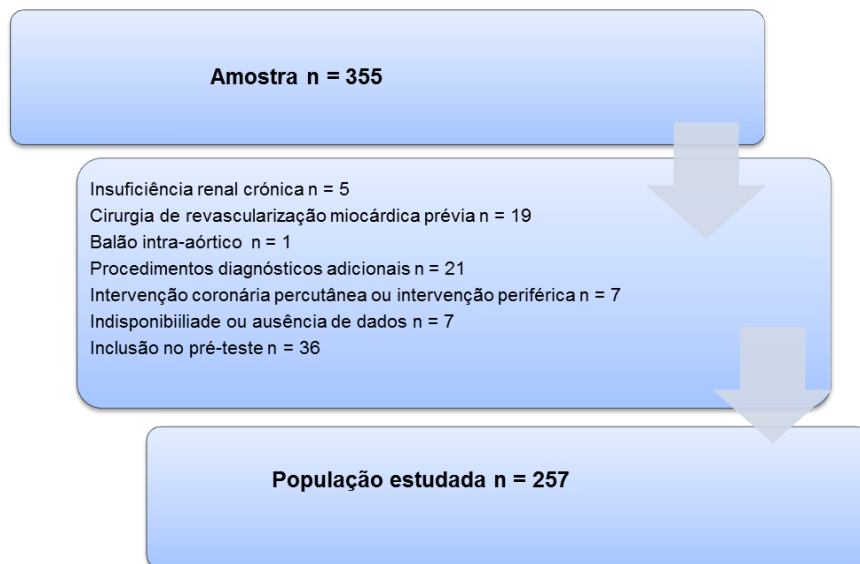 Amostra n = 355
Insuficiência renal crónica n = 5
Cirurgia de revascularização miocárdica prévia n = 19
Balão intra-aórtico n = 1
Procedimentos diagnósticos adicionais n = 21
Intervenção coronária percutânea ou intervenção periférica n = 7
Indisponibiiliade ou ausência de dados n = 7
Inclusão no pré-teste n = 36
População estudada n = 257